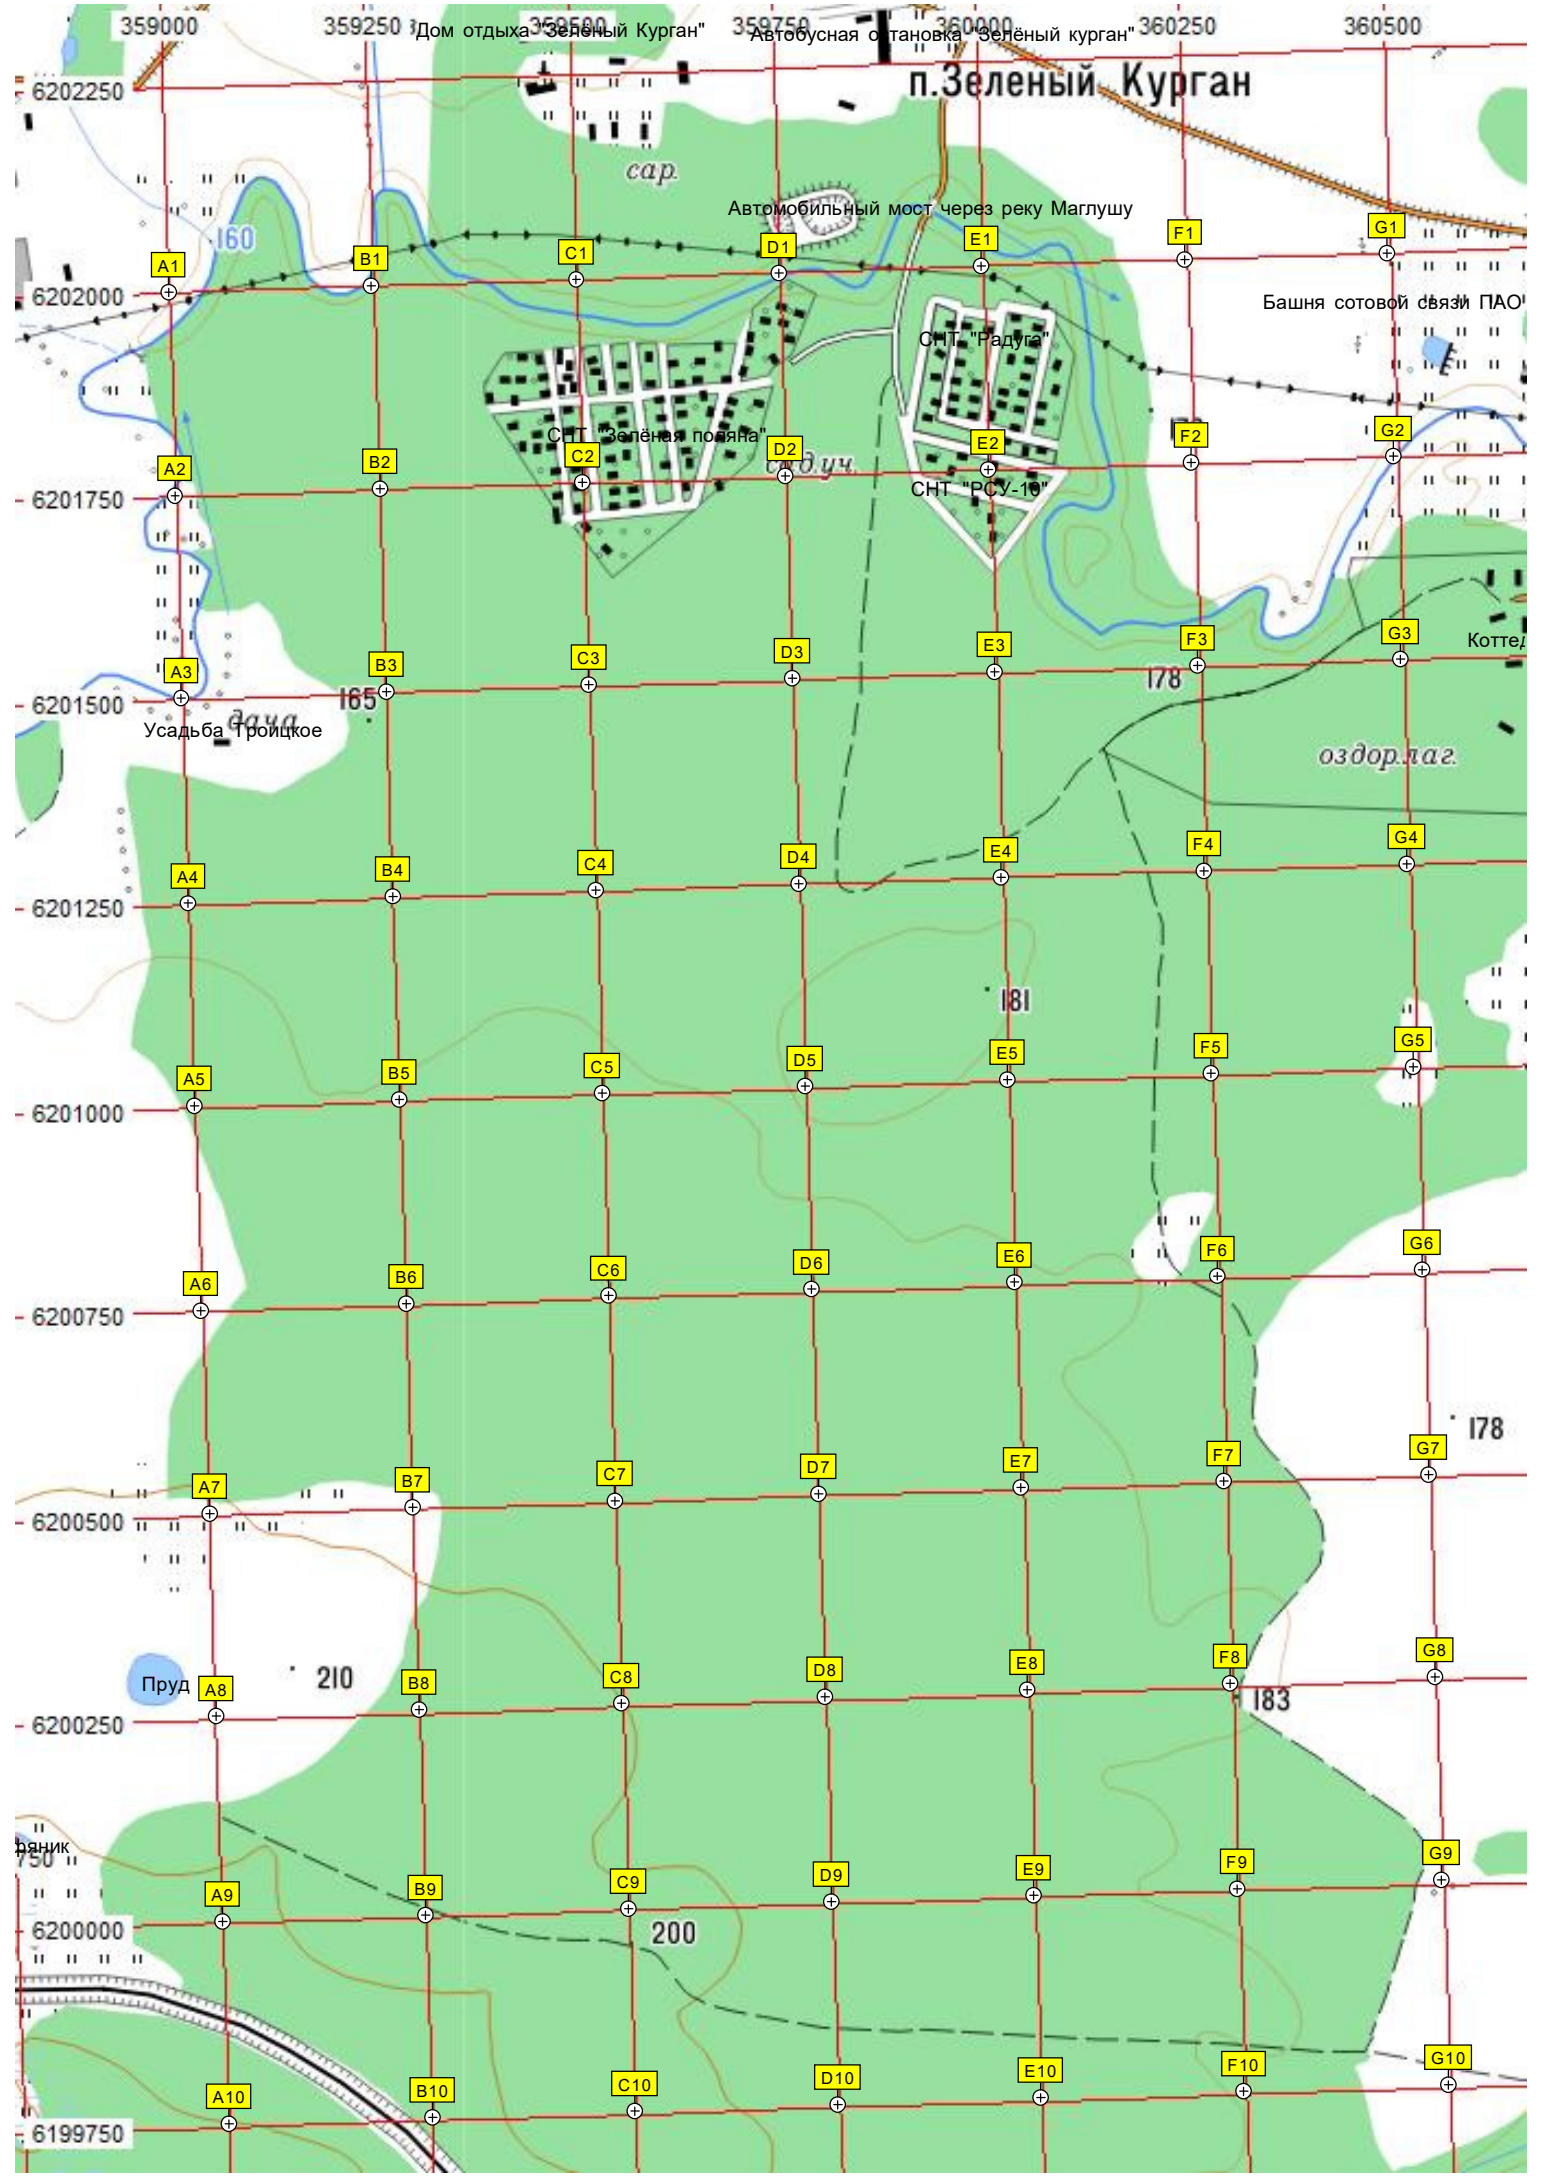 359000 359250 359500 359750 360000 360250 360500
Дом отдыха "Зелёный Курган"
Автобусная остановка "Зелёный курган"
п.Зеленый Курган
6202250
сар.
Автомобильный мост через реку Маглушу
160
A1 B1 C1 D1 E1 F1 G1
6202000
Башня сотовой связи ПАО
СНТ "Радуга"
СНТ "Зелёная поляна"
A2 B2 C2 D2 E2 F2 G2
СНТ "РСУ-10"
6201750
A3 B3 C3 D3 E3 F3 G3
Коттед
165
178
6201500
дача
Усадьба Троицкое
оздор.лаг.
A4 B4 C4 D4 E4 F4 G4
6201250
181
A5 B5 C5 D5 E5 F5 G5
6201000
A6 B6 C6 D6 E6 F6 G6
6200750
178
A7 B7 C7 D7 E7 F7 G7
6200500
Пруд
210
A8 B8 C8 D8 E8 F8 G8
183
6200250
ряник
750
A9 B9 C9 D9 E9 F9 G9
6200000
200
A10 B10 C10 D10 E10 F10 G10
6199750